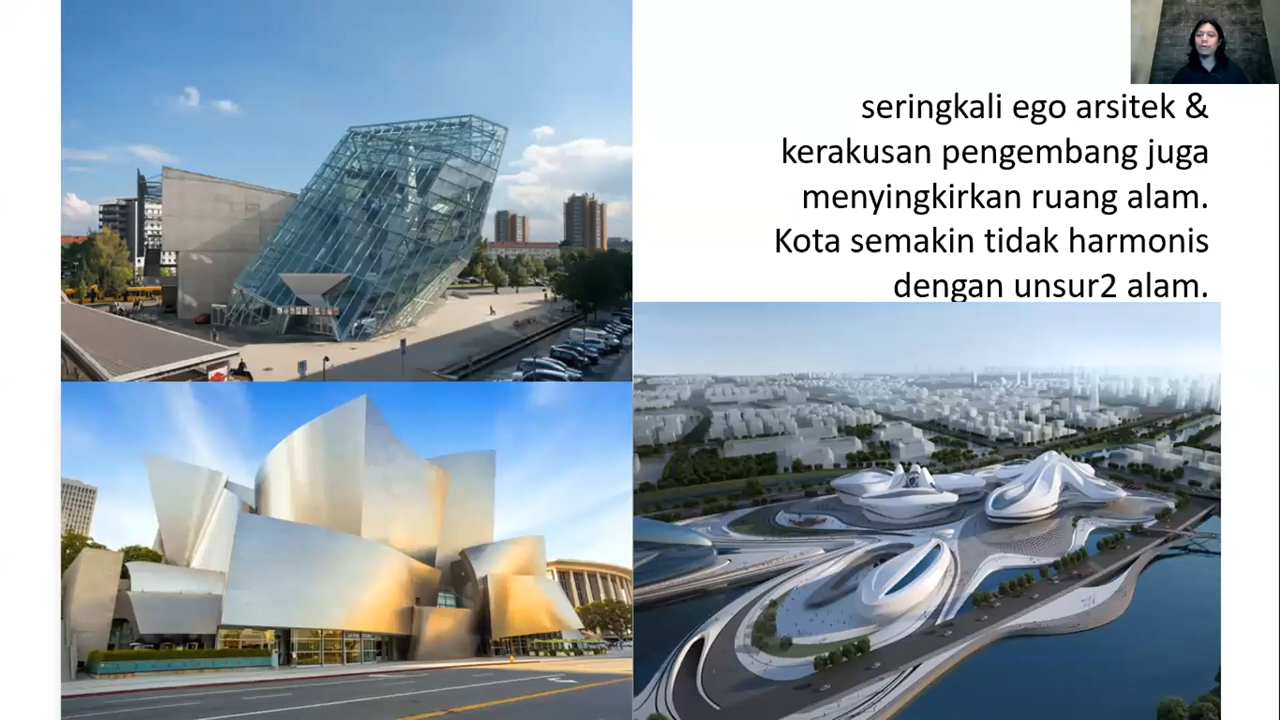 seringkali ego arsitek &
kerakusan pengembang juga
menyingkirkan ruang alam.
Kota semakin tidak harmonis
dengan unsur2 alam.